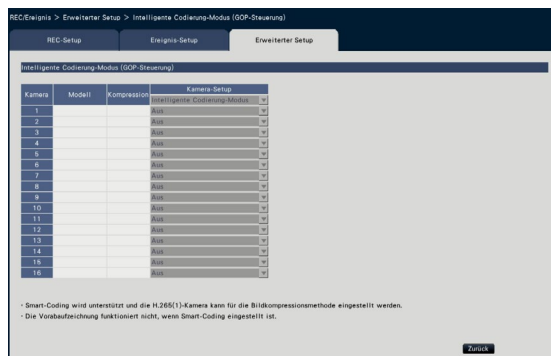 REC/Ereignis > Erweiterter Setup > Intelligente Codierung-Modus (GOP-Steuerung)
REC-Setup Ereignis-Setup Erweiterter Setup
Intelligente Codierung-Modus (GOP-Steuerung)
Kamera Modell Kompression Kamera-Setup
Intelligente Codierung-Modus
1 Aus
2 Aus
3 Aus
4 Aus
5 Aus
6 Aus
7 Aus
8 Aus
9 Aus
10 Aus
11 Aus
12 Aus
13 Aus
14 Aus
15 Aus
16 Aus
・Smart-Coding wird unterstützt und die H.265(1)-Kamera kann für die Bildkompressionsmethode eingestellt werden.
・Die Vorabaufzeichnung funktioniert nicht, wenn Smart-Coding eingestellt ist.
Zurück